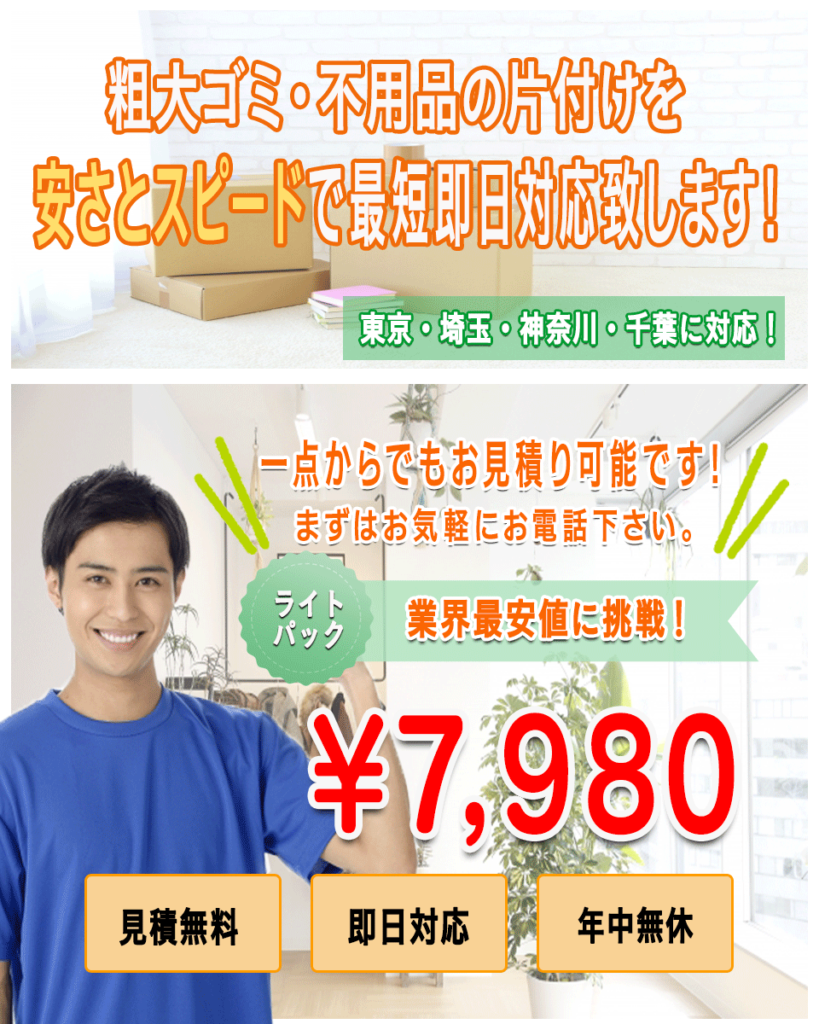 粗大ゴミ・不用品の片付けを
安さとスピードで最短即日対応致します！
東京・埼玉・神奈川・千葉に対応！
一点からでもお見積り可能です！
まずはお気軽にお電話下さい。
ライト
パック
業界最安値に挑戦！
¥7,980
見積無料
即日対応
年中無休